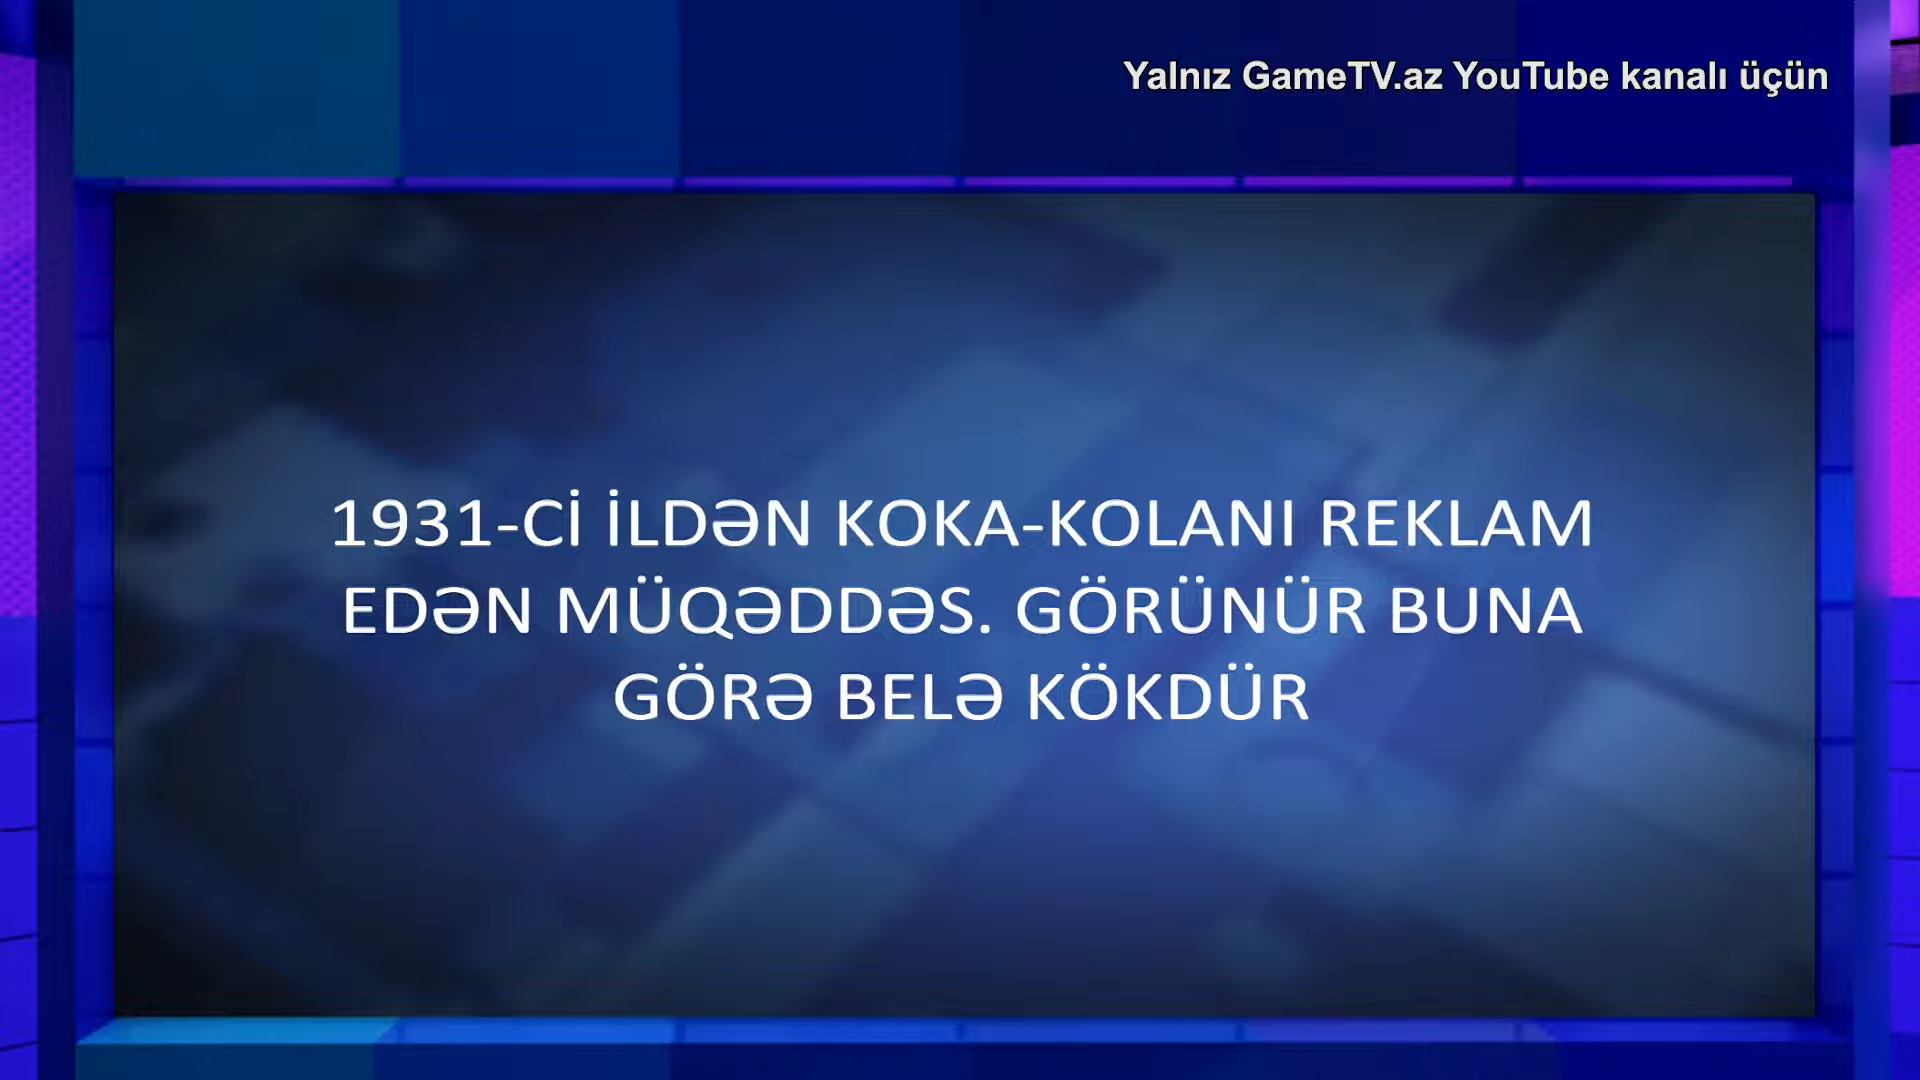 Yalnız GameTV.az YouTube kanalı üçün
1931-Cİ İLDƏN KOKA-KOLANI REKLAM
EDƏN MÜQƏDDƏS. GÖRÜNÜR BUNA
GÖRƏ BELƏ KÖKDÜR